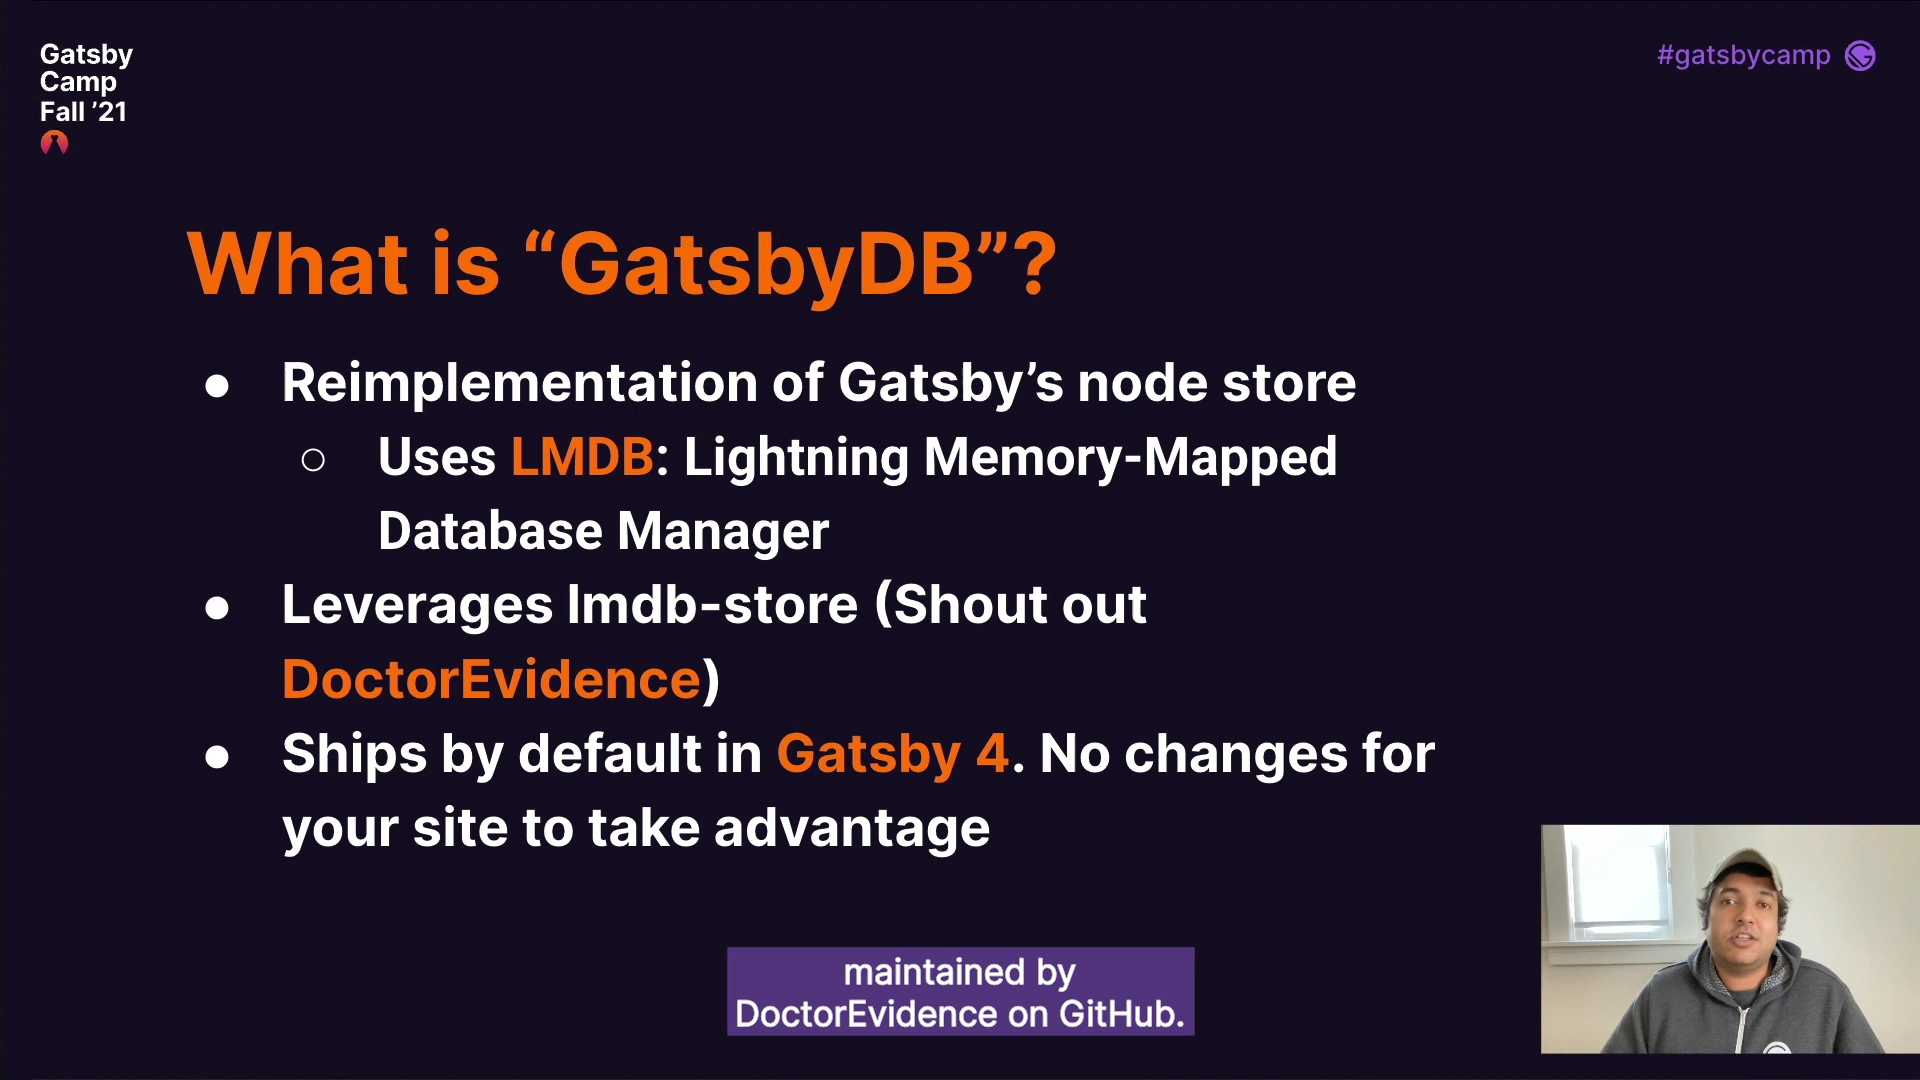 Gatsby
Camp
Fall ’21
#gatsbycamp
What is “GatsbyDB”?
● Reimplementation of Gatsby’s node store
○ Uses LMDB: Lightning Memory-Mapped
Database Manager
● Leverages lmdb-store (Shout out
DoctorEvidence)
● Ships by default in Gatsby 4. No changes for
your site to take advantage
maintained by
DoctorEvidence on GitHub.